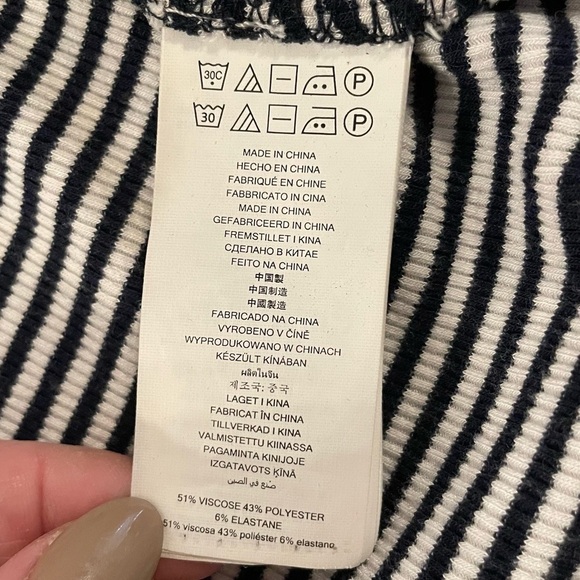 30C P
30 P
MADE IN CHINA
HECHO EN CHINA
FABRIQUÉ EN CHINE
FABBRICATO IN CINA
MADE IN CHINA
GEFABRICEERD IN CHINA
FREMSTILLET I KINA
СДЕЛАНО В КИТАЕ
FEITO NA CHINA
中国製
中国制造
中國製造
FABRICADO NA CHINA
VYROBENO V ČÍNĚ
WYPRODUKOWANO W CHINACH
KÉSZÜLT KÍNÁBAN
ผลิตในจีน
제조국: 중국
LAGET I KINA
FABRICAT ÎN CHINA
TILLVERKAD I KINA
VALMISTETTU KIINASSA
PAGAMINTA KINIJOJE
IZGATAVOTS ĶĪNĀ
صنع في الصين
51% VISCOSE 43% POLYESTER
6% ELASTANE
51% viscosa 43% poliéster 6% elastano